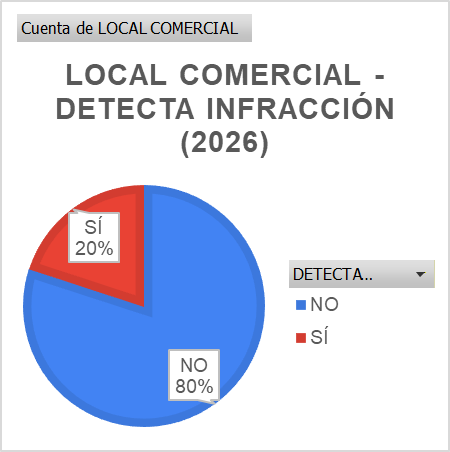 Cuenta de LOCAL COMERCIAL
LOCAL COMERCIAL -
DETECTA INFRACCIÓN
(2026)
SÍ
20%
DETECTA..
NO
SÍ
NO
80%